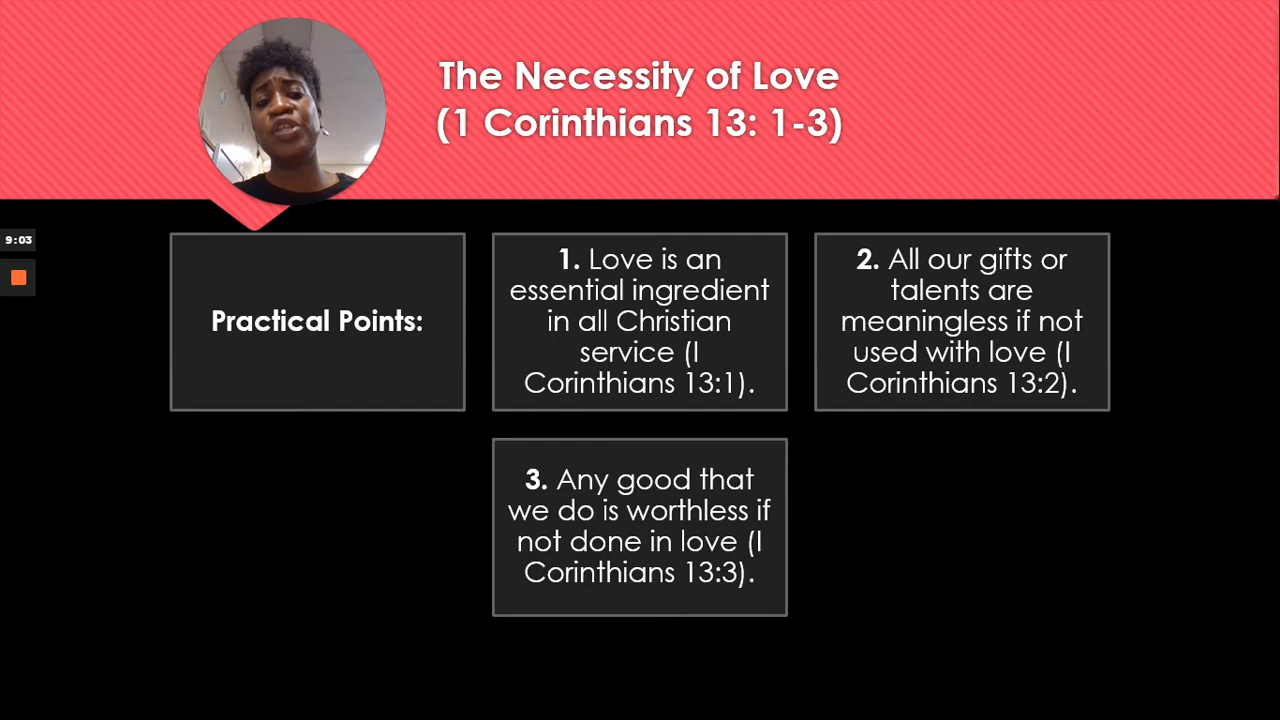 The Necessity of Love
(1 Corinthians 13: 1-3)
9:03
Practical Points:
1. Love is an
essential ingredient
in all Christian
service (I
Corinthians 13:1).
2. All our gifts or
talents are
meaningless if not
used with love (I
Corinthians 13:2).
3. Any good that
we do is worthless if
not done in love (I
Corinthians 13:3).